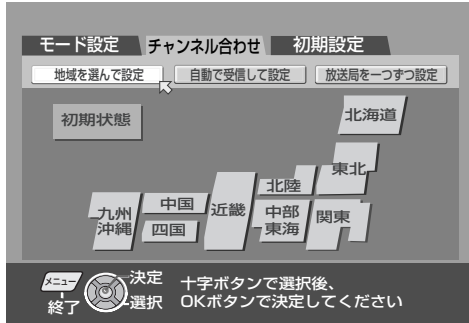 モード設定 チャンネル合わせ 初期設定
地域を選んで設定 自動で受信して設定 放送局を一つずつ設定
初期状態
北海道
東北
北陸
中国
近畿
九州
沖縄
中部
東海
関東
四国
メニュー
終了
決定
選択
十字ボタンで選択後、
OKボタンで決定してください